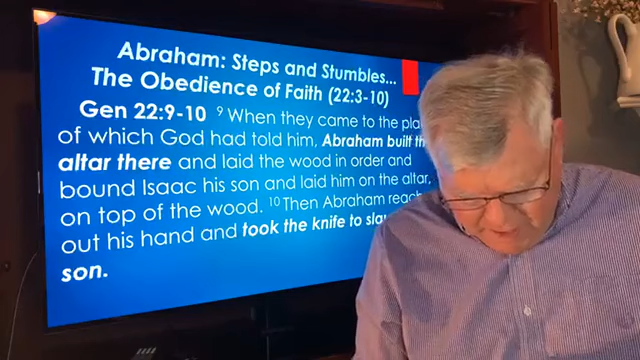 Abraham: Steps and Stumbles...
The Obedience of Faith (22:3-10)
Gen 22:9-10 9 When they came to the
of which God had told him, Abraham built
altar there and laid the wood in order and
bound Isaac his son and laid him on the altar,
on top of the wood. 10 Then Abraham
out his hand and took the knife to
son.